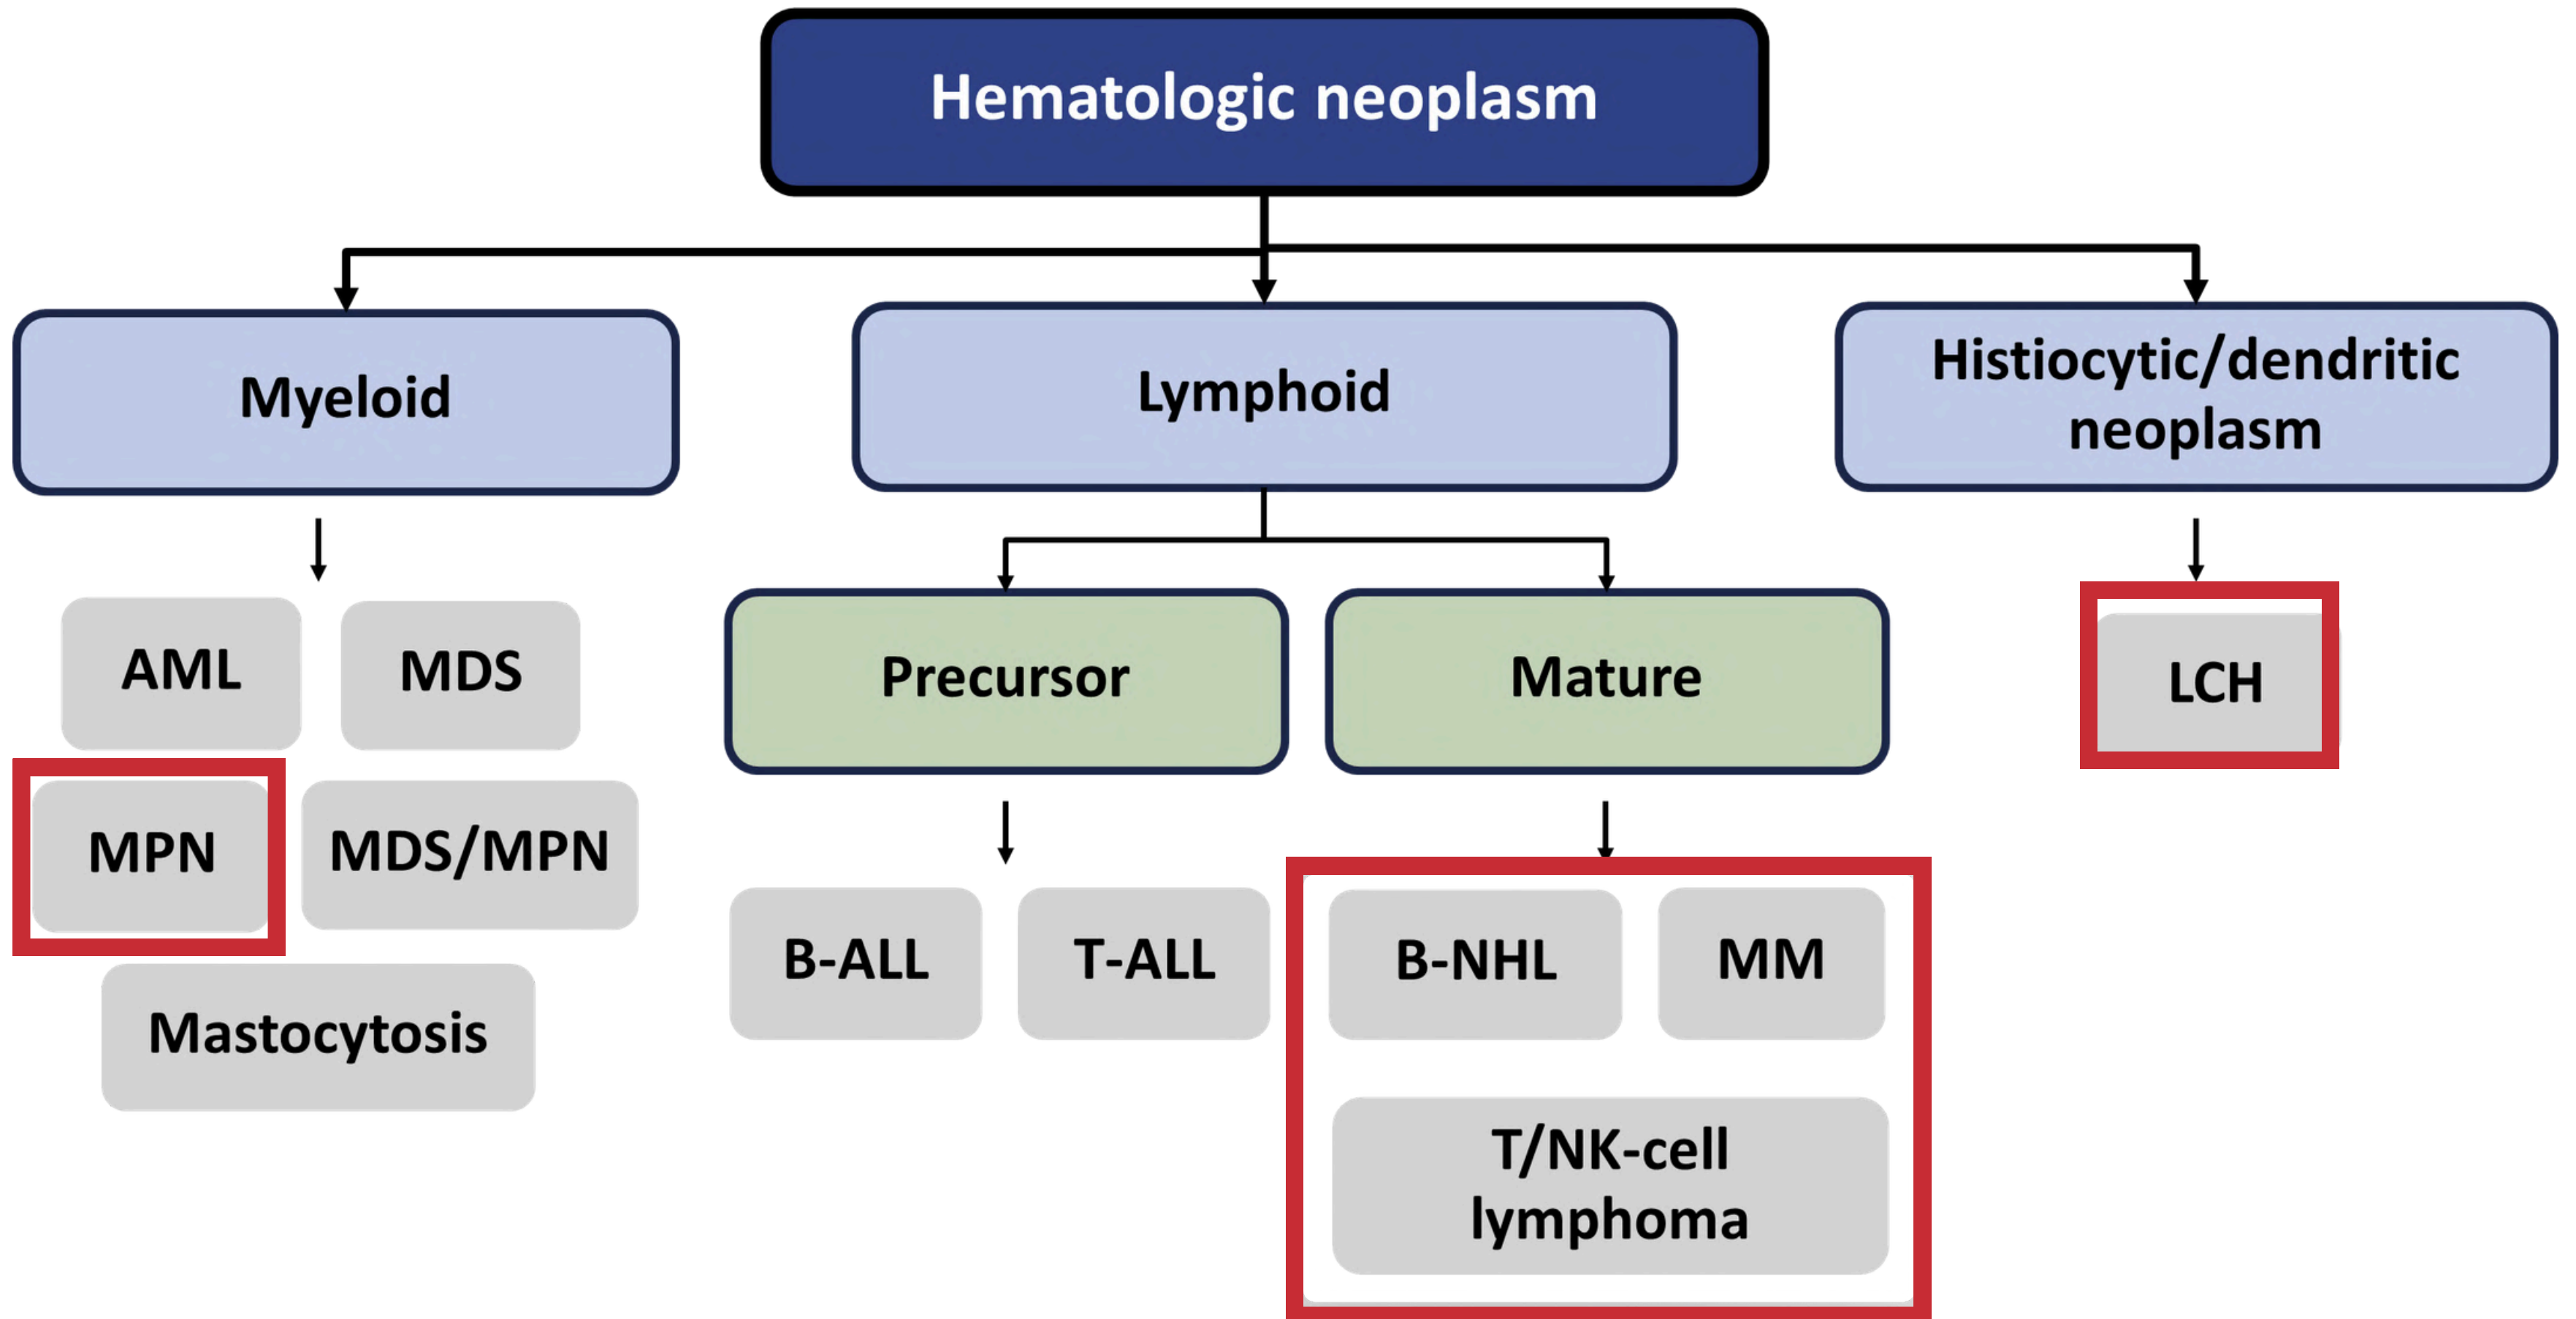 Hematologic neoplasm
Myeloid
Lymphoid
Histiocytic/dendritic
neoplasm
AML
MDS
MPN
MDS/MPN
Mastocytosis
Precursor
Mature
B-ALL
T-ALL
B-NHL
MM
T/NK-cell
lymphoma
LCH